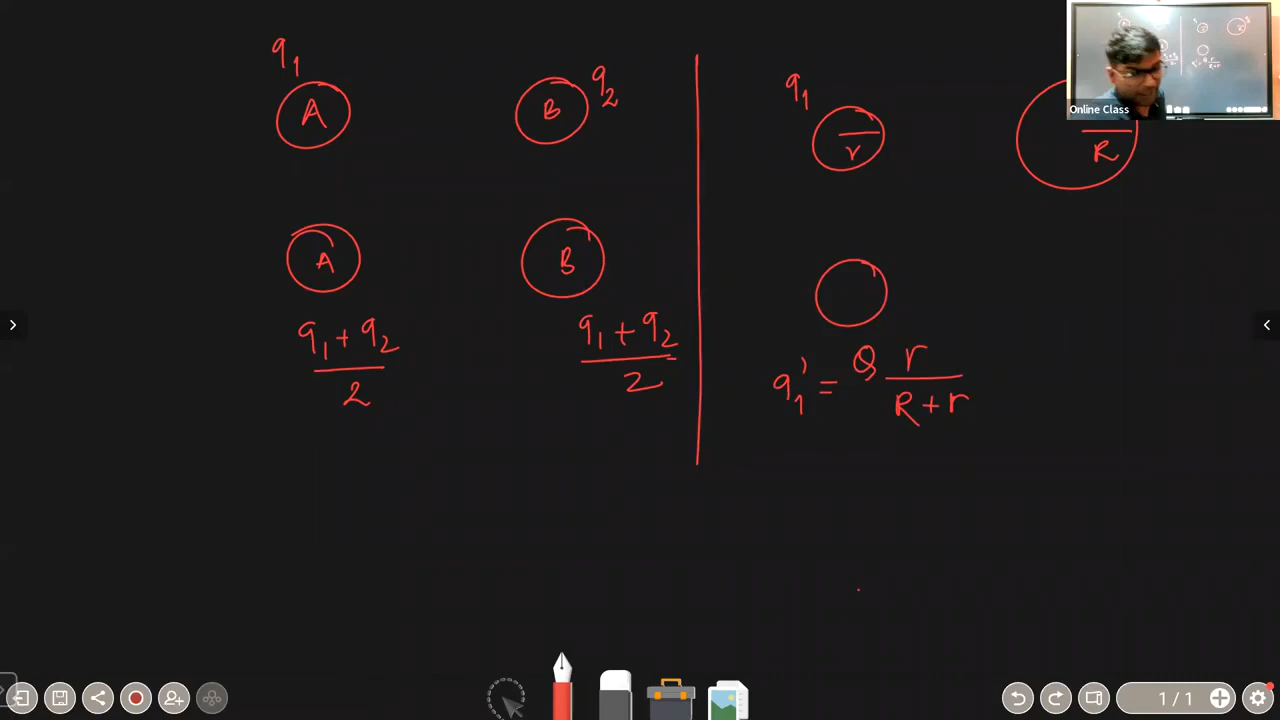 q₁
A
B
q₂
A
B
q₁ + q₂
2
q₁ + q₂
2
q₁
r
R
q₁' = Q r
R + r
Online Class
1/1